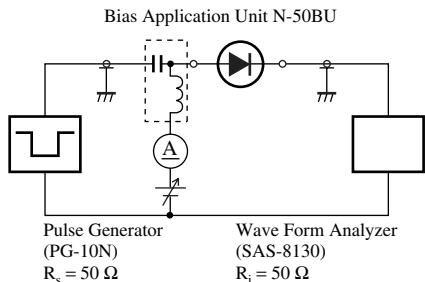 Bias Application Unit N-50BU
A
Pulse Generator
(PG-10N)
Rs = 50 Ω
Wave Form Analyzer
(SAS-8130)
Ri = 50 Ω